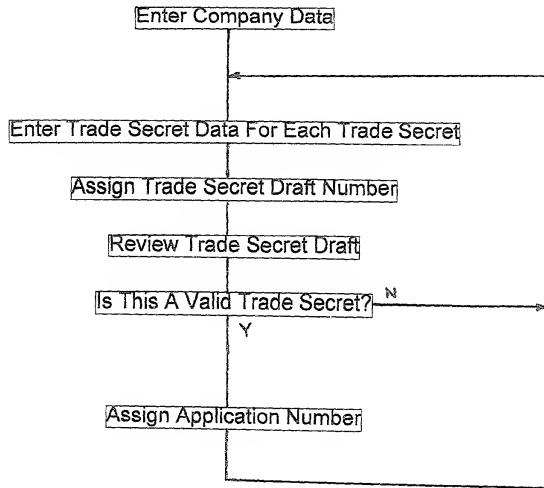 Enter Company Data
Enter Trade Secret Data For Each Trade Secret
Assign Trade Secret Draft Number
Review Trade Secret Draft
Is This A Valid Trade Secret?
N
Y
Assign Application Number